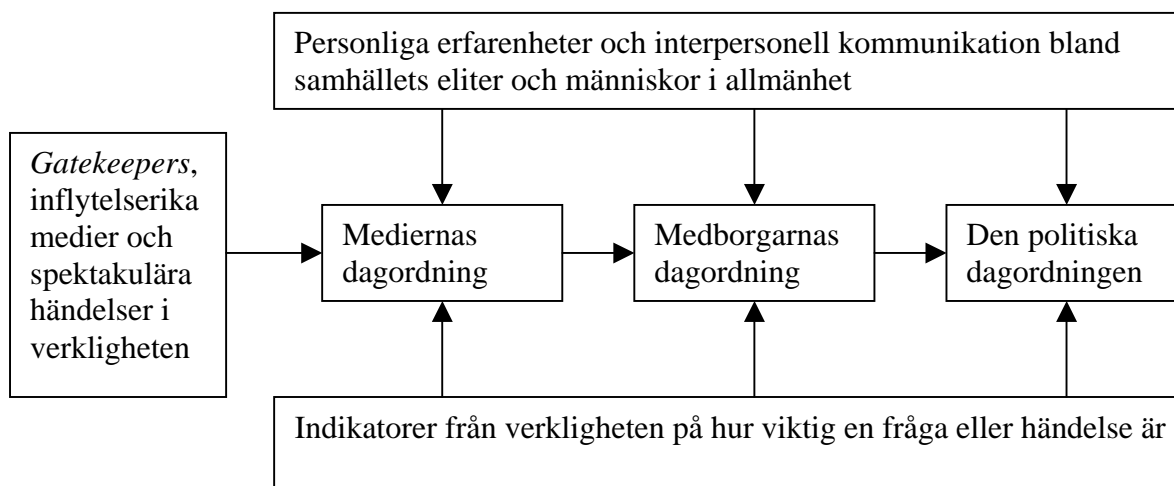 Personliga erfarenheter och interpersonell kommunikation bland
samhällets eliter och människor i allmänhet
Gatekeepers,
inflytelserika
medier och
spektakulära
händelser i
verkligheten
Mediernas
dagordning
Medborgarnas
dagordning
Den politiska
dagordningen
Indikatorer från verkligheten på hur viktig en fråga eller händelse är